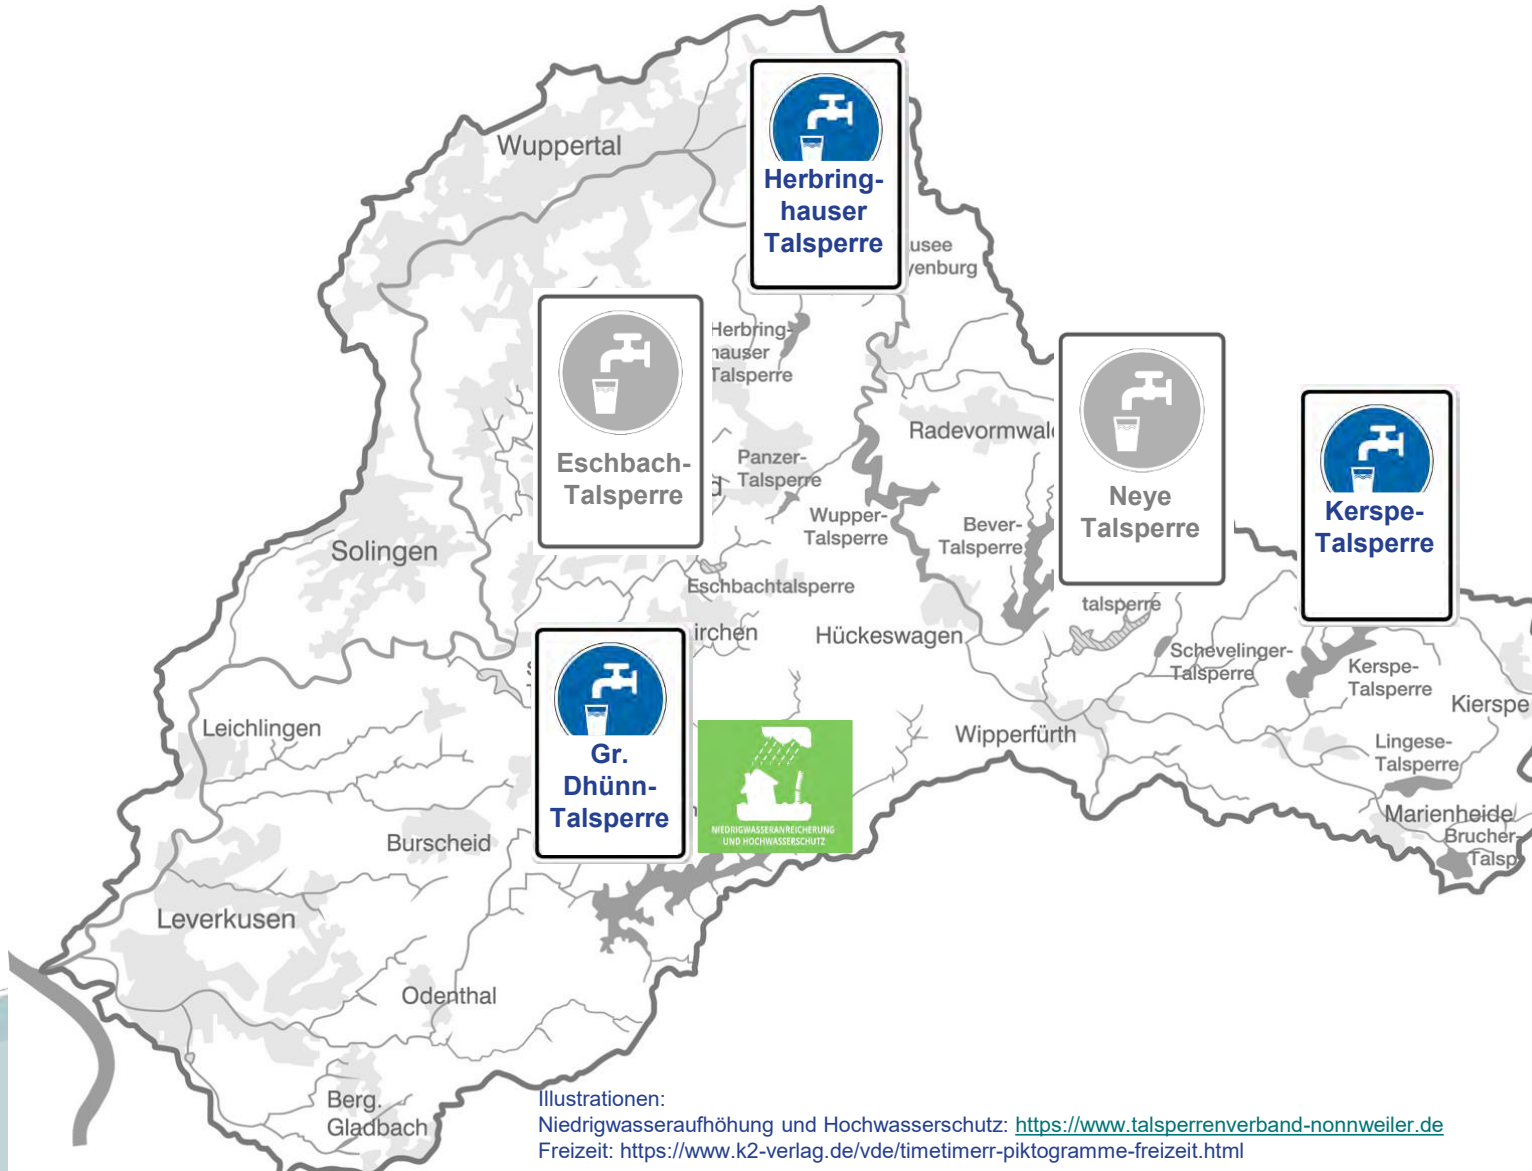 Wuppertal
Herbring-
hauser
Talsperre
usee
yenburg
Herbring-
hauser
Talsperre
Eschbach-
Talsperre
Panzer-
Talsperre
d
Radevormwald
Neye
Talsperre
Kerspe-
Talsperre
Wupper-
Talsperre
Bever-
Talsperre
Solingen
Eschbachtalsperre
talsperre
irchen
Hückeswagen
Schevelinger-
Talsperre
Kerspe-
Talsperre
Kierspe
Leichlingen
Gr.
Dhünn-
Talsperre
NIEDRIGWASSERANREICHERUNG
UND HOCHWASSERSCHUTZ
Wipperfürth
Lingese-
Talsperre
Marienheide
Brucher-
Talsp
Burscheid
Leverkusen
Odenthal
Berg.
Gladbach
Illustrationen:
Niedrigwasseraufhöhung und Hochwasserschutz: https://www.talsperrenverband-nonnweiler.de
Freizeit: https://www.k2-verlag.de/vde/timetimerr-piktogramme-freizeit.html